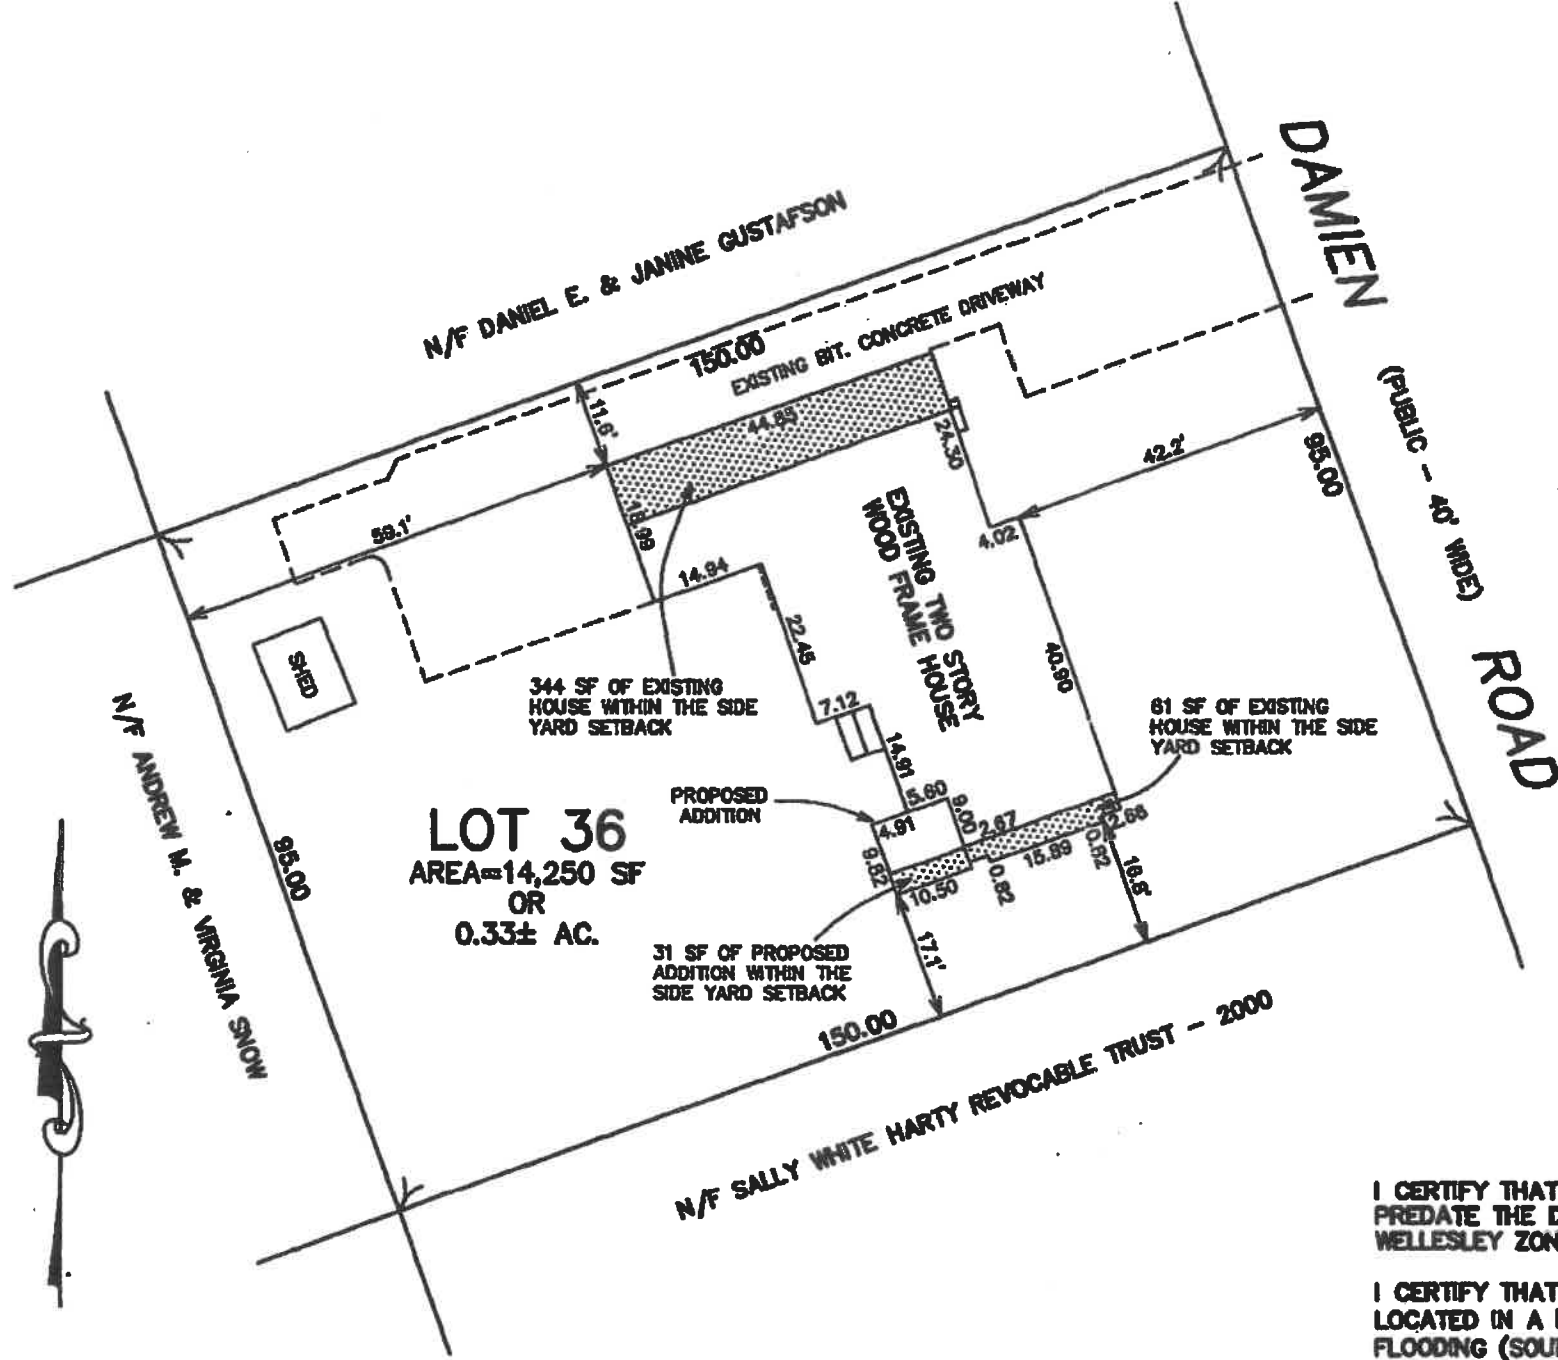 DAMIEN
ROAD
(PUBLIC - 40' WIDE)
N/F DANIEL E. & JANINE GUSTAFSON
150.00
EXISTING BIT. CONCRETE DRIVEWAY
11.6'
44.85
24.30
42.2'
95.00
59.1'
18.99
14.94
4.02
EXISTING TWO STORY
WOOD FRAME HOUSE
22.45
40.90
SHED
344 SF OF EXISTING
HOUSE WITHIN THE SIDE
YARD SETBACK
7.12
61 SF OF EXISTING
HOUSE WITHIN THE SIDE
YARD SETBACK
14.91
PROPOSED
ADDITION
5.60
4.91
9.00
2.67
2.66
9.82
15.89
0.82
0.82
10.50
16.8'
17.1'
N/F ANDREW M. & VIRGINIA SNOW
95.00
LOT 36
AREA=14,250 SF
OR
0.33± AC.
31 SF OF PROPOSED
ADDITION WITHIN THE
SIDE YARD SETBACK
150.00
N/F SALLY WHITE HARTY REVOCABLE TRUST - 2000
I CERTIFY THAT
PREDATE THE
WELLESLEY ZON
I CERTIFY THAT
LOCATED IN A
FLOODING (SOU